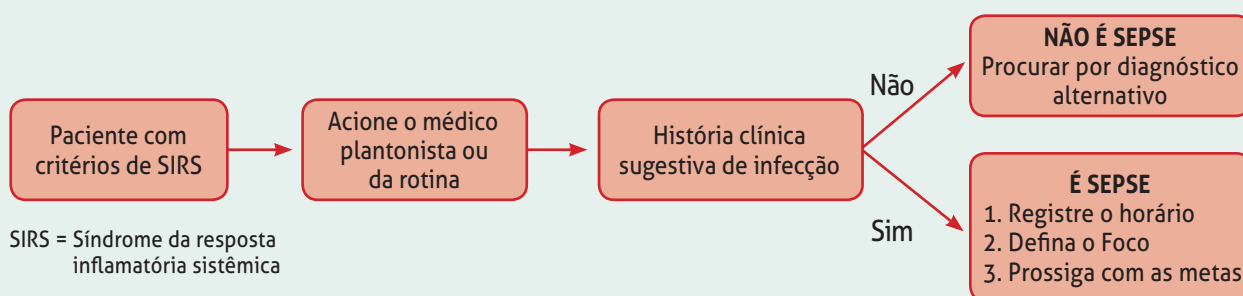 Paciente com
critérios de SIRS
Acione o médico
plantonista ou
da rotina
História clínica
sugestiva de infecção
Não
NÃO É SEPSE
Procurar por diagnóstico
alternativo
Sim
É SEPSE
1. Registre o horário
2. Defina o Foco
3. Prossiga com as metas
SIRS = Síndrome da resposta
inflamatória sistêmica